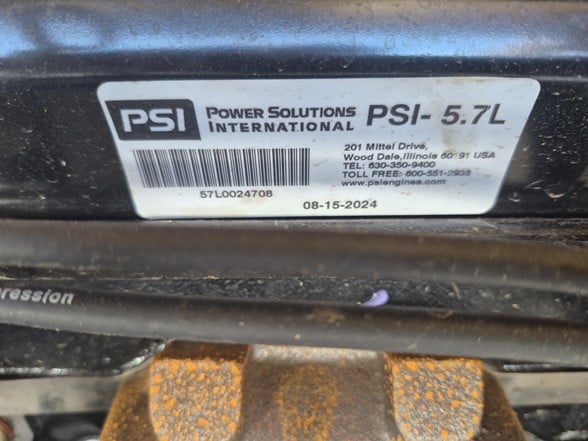 PSI POWER SOLUTIONS INTERNATIONAL PSI- 5.7L
201 Mittel Drive,
Wood Dale, Illinois 60191 USA
TEL: 630-350-9400
TOLL FREE: 800-551-2938
www.psiengines.com
57L0024708
08-15-2024
pression